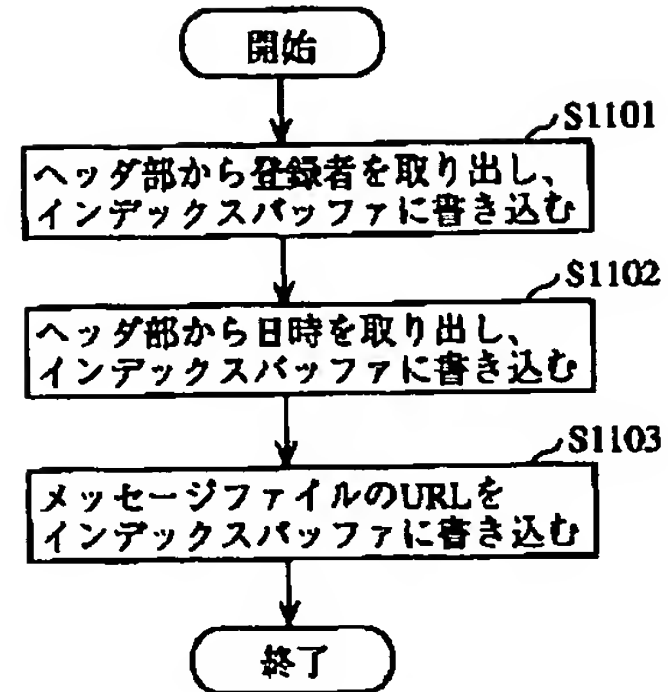 開始
S1101
ヘッダ部から登録者を取り出し、
インデックスバッファに書き込む
S1102
ヘッダ部から日時を取り出し、
インデックスバッファに書き込む
S1103
メッセージファイルのURLを
インデックスバッファに書き込む
終了